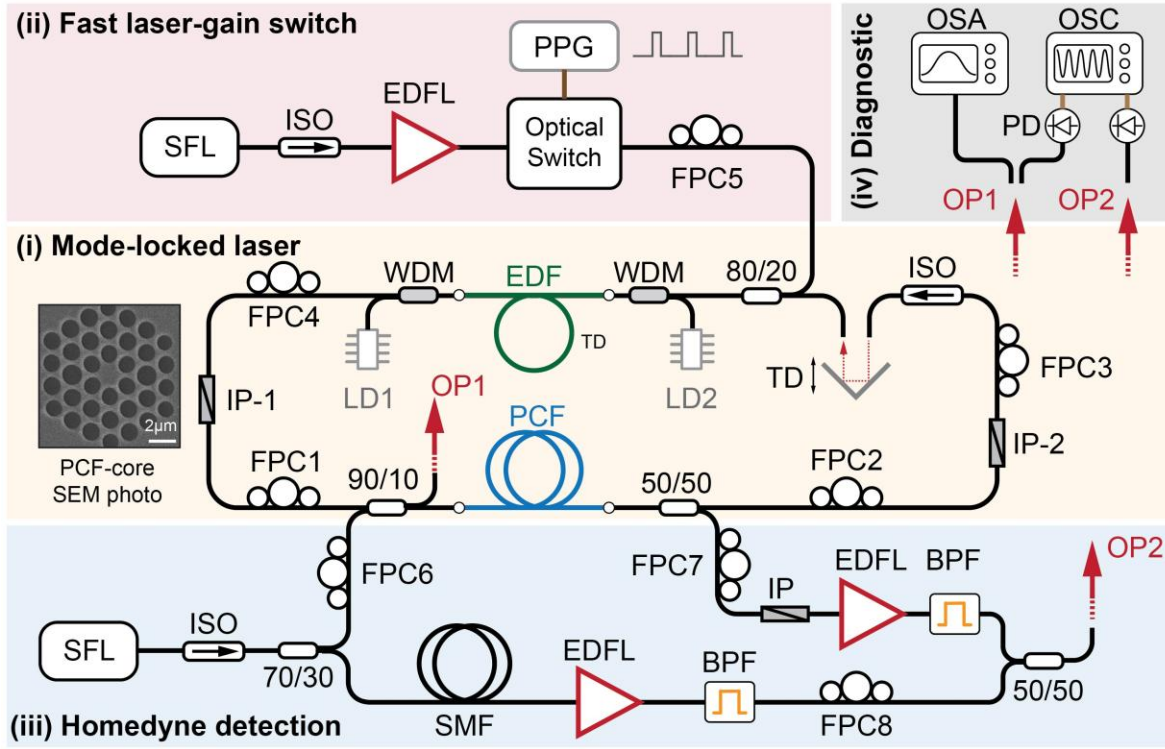 (ii) Fast laser-gain switch
PPG
EDFL
ISO
SFL
Optical
Switch
FPC5
OSA
OSC
PD
(iv) Diagnostic
OP1
OP2
(i) Mode-locked laser
WDM
EDF
WDM
80/20
ISO
FPC4
TD
LD1
LD2
TD
FPC3
IP-1
OP1
PCF
IP-2
2μm
PCF-core
SEM photo
FPC1
90/10
50/50
FPC2
FPC6
FPC7
IP
EDFL
BPF
OP2
SFL
ISO
70/30
SMF
EDFL
BPF
FPC8
50/50
(iii) Homedyne detection